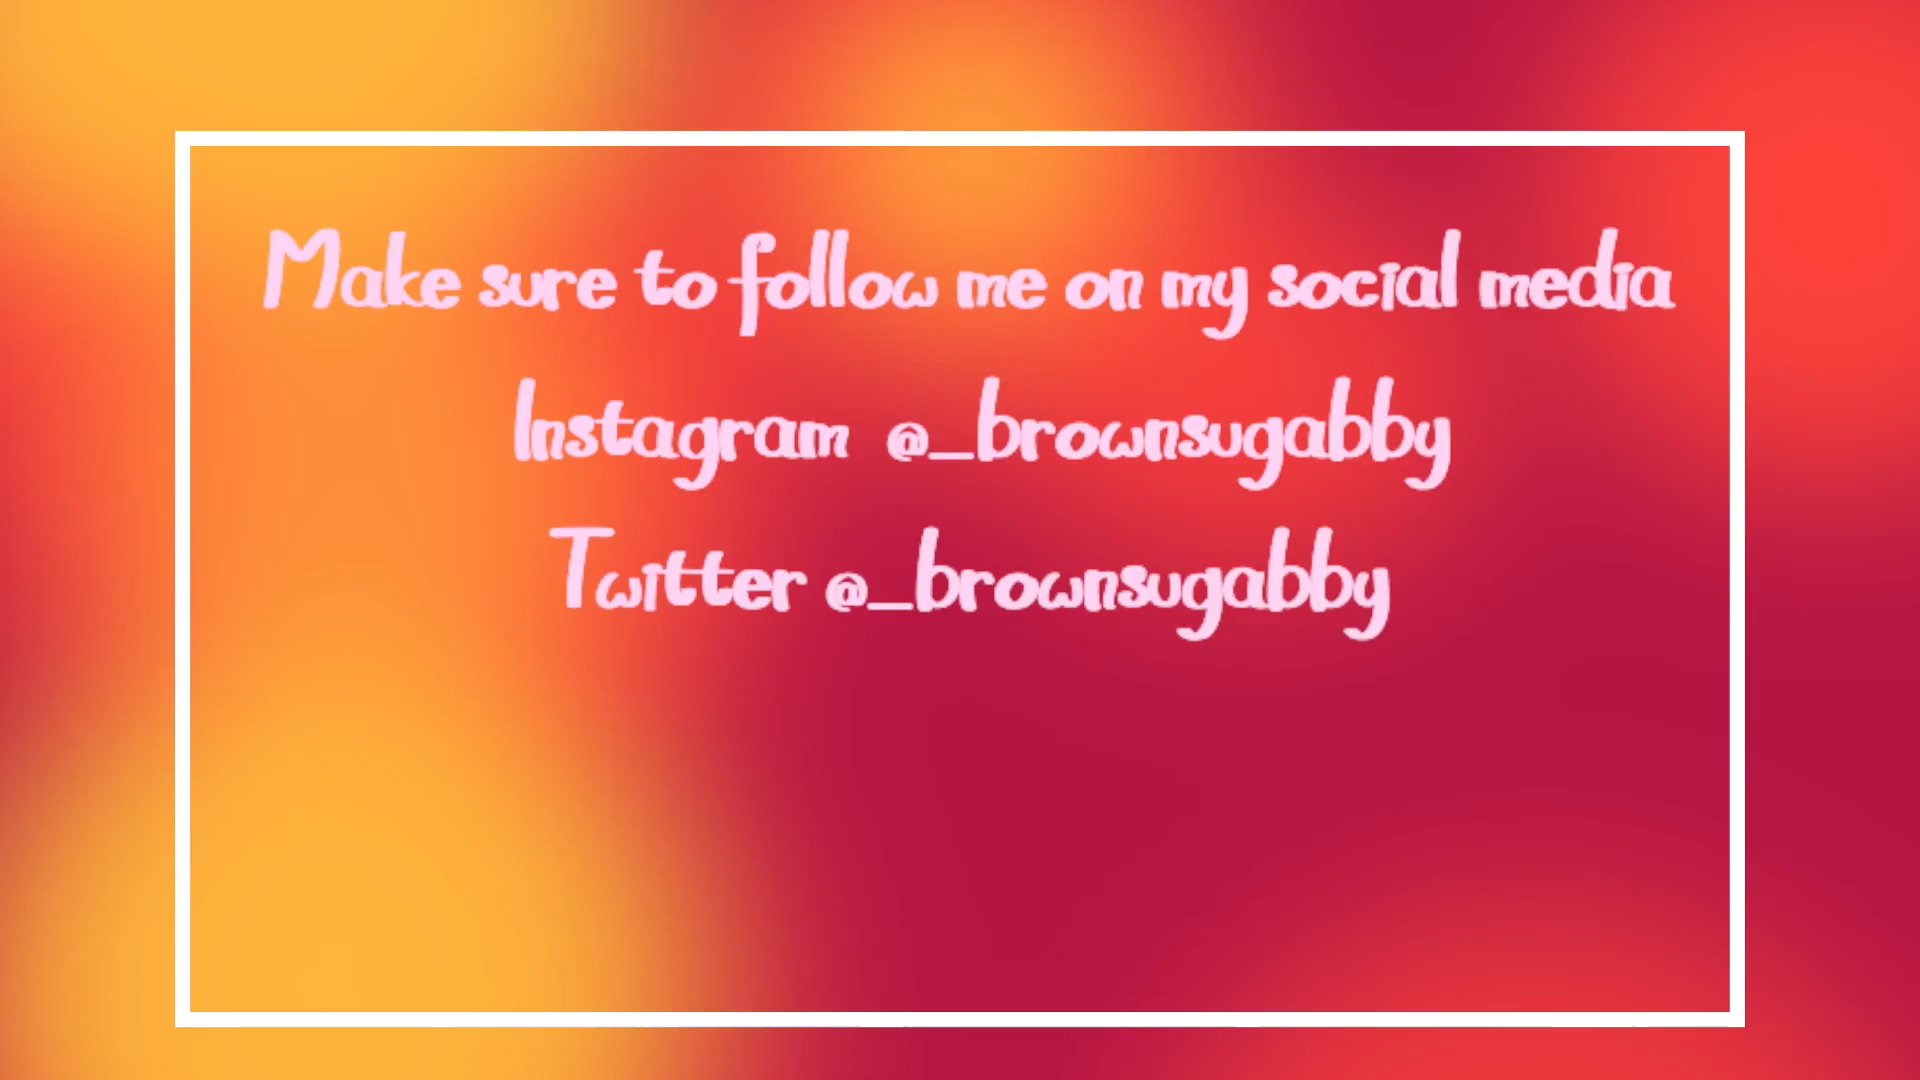 Make sure to follow me on my social media
Instagram @_brownsugabby
Twitter @_brownsugabby